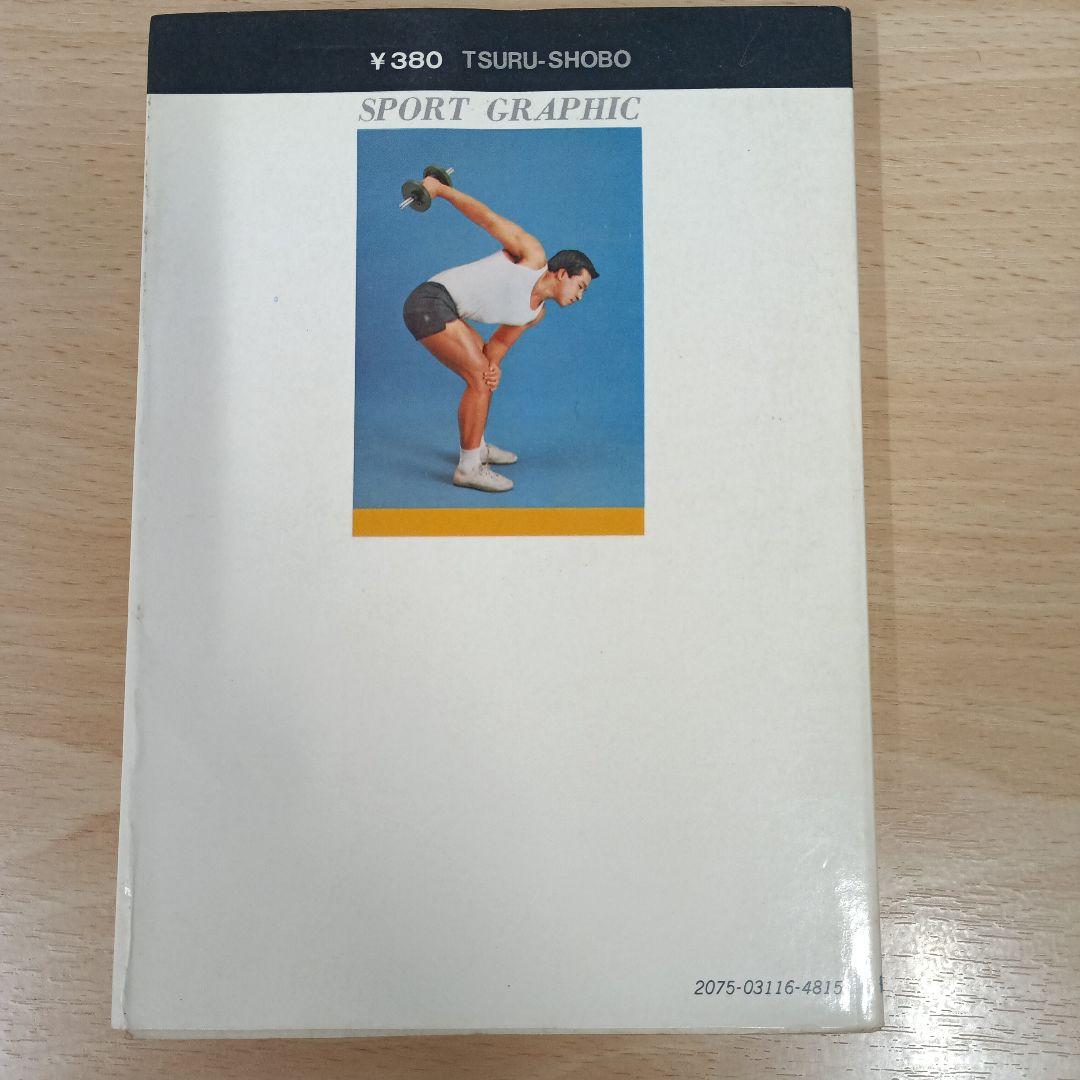 ¥380 TSURU-SHOBO
SPORT GRAPHIC
2075-03116-4815